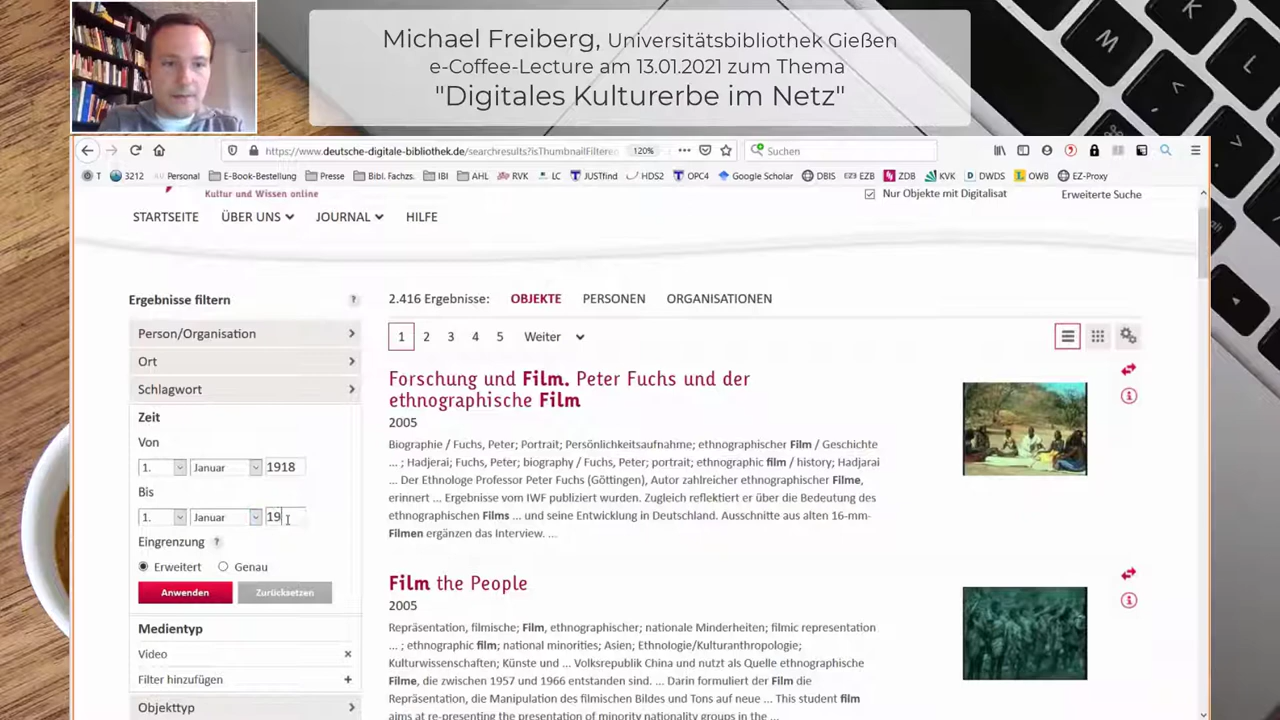 Michael Freiberg, Universitätsbibliothek Gießen
e-Coffee-Lecture am 13.01.2021 zum Thema
"Digitales Kulturerbe im Netz"
https://www.deutsche-digitale-bibliothek.de/searchresults?isThumbnailFiltere
120%
Suchen
T 3212 Personal E-Book-Bestellung Presse Bibl. Fachzs. IBI AHL RVK LC JUSTfind HDS2 OPC4 Google Scholar DBIS EZB ZDB KVK DWDS OWB EZ-Proxy
Kultur und Wissen online
Nur Objekte mit Digitalisat
Erweiterte Suche
STARTSEITE ÜBER UNS JOURNAL HILFE
Ergebnisse filtern ?
Person/Organisation
Ort
Schlagwort
Zeit
Von
1. Januar 1918
Bis
1. Januar 19
Eingrenzung ?
Erweitert Genau
Anwenden Zurücksetzen
Medientyp
Video ×
Filter hinzufügen +
Objekttyp
2.416 Ergebnisse: OBJEKTE PERSONEN ORGANISATIONEN
1 2 3 4 5 Weiter
Forschung und Film. Peter Fuchs und der
ethnographische Film
2005
Biographie / Fuchs, Peter; Portrait; Persönlichkeitsaufnahme; ethnographischer Film / Geschichte
... ; Hadjerai; Fuchs, Peter; biography / Fuchs, Peter; portrait; ethnographic film / history; Hadjarai
... Der Ethnologe Professor Peter Fuchs (Göttingen), Autor zahlreicher ethnographischer Filme,
erinnert ... Ergebnisse vom IWF publiziert wurden. Zugleich reflektiert er über die Bedeutung des
ethnographischen Films ... und seine Entwicklung in Deutschland. Ausschnitte aus alten 16-mm-
Filmen ergänzen das Interview. ...
Film the People
2005
Repräsentation, filmische; Film, ethnographischer; nationale Minderheiten; filmic representation
... ; ethnographic film; national minorities; Asien; Ethnologie/Kulturanthropologie;
Kulturwissenschaften; Künste und ... Volksrepublik China und nutzt als Quelle ethnographische
Filme, die zwischen 1957 und 1966 entstanden sind. ... Darin formuliert der Film die
Repräsentation, die Manipulation des filmischen Bildes und Tons auf neue ... This student film
aims at re-presenting the presentation of minority nationality groups in the ...
K
M
L